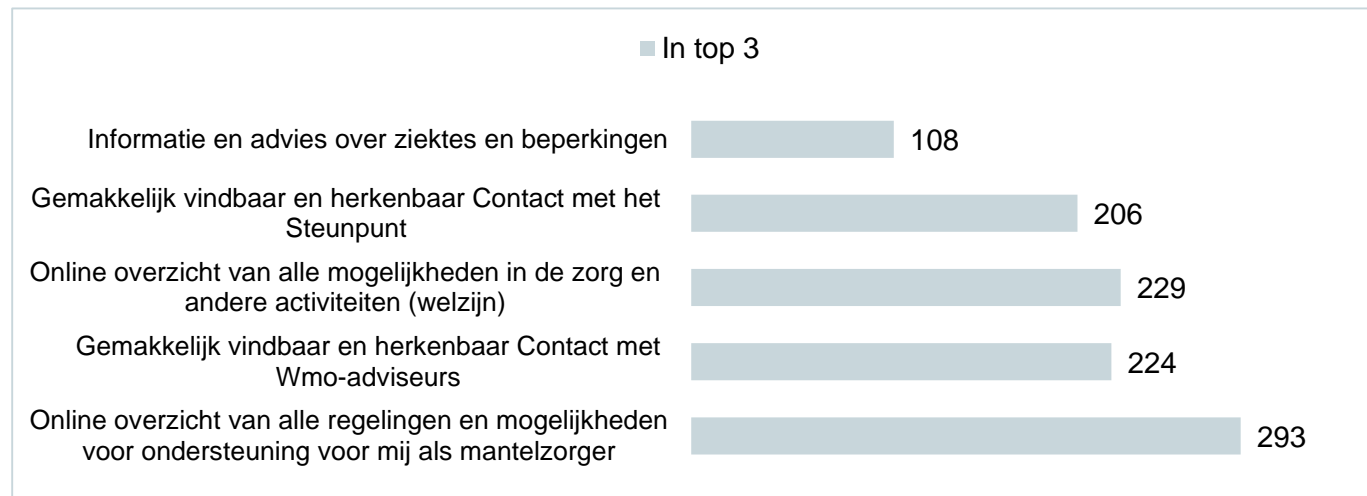 In top 3
Informatie en advies over ziektes en beperkingen
108
Gemakkelijk vindbaar en herkenbaar Contact met het
Steunpunt
206
Online overzicht van alle mogelijkheden in de zorg en
andere activiteiten (welzijn)
229
Gemakkelijk vindbaar en herkenbaar Contact met
Wmo-adviseurs
224
Online overzicht van alle regelingen en mogelijkheden
voor ondersteuning voor mij als mantelzorger
293